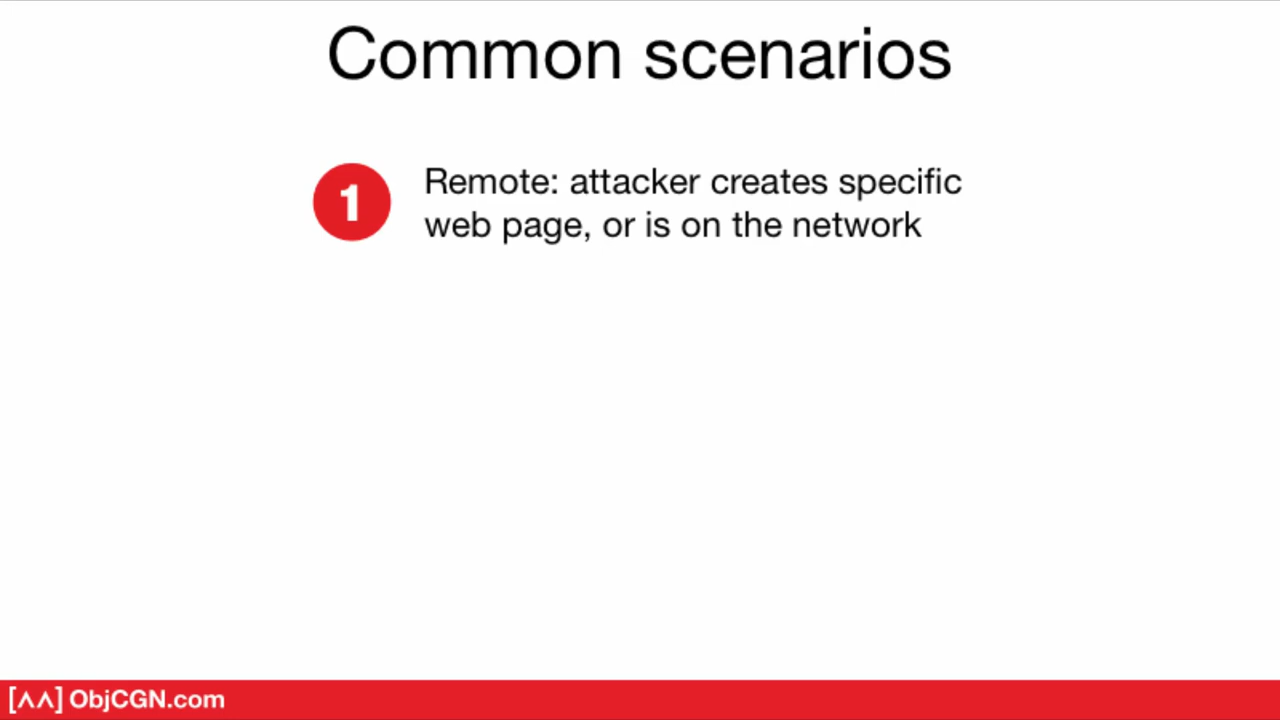 Common scenarios
1
Remote: attacker creates specific
web page, or is on the network
[ʌʌ] ObjCGN.com